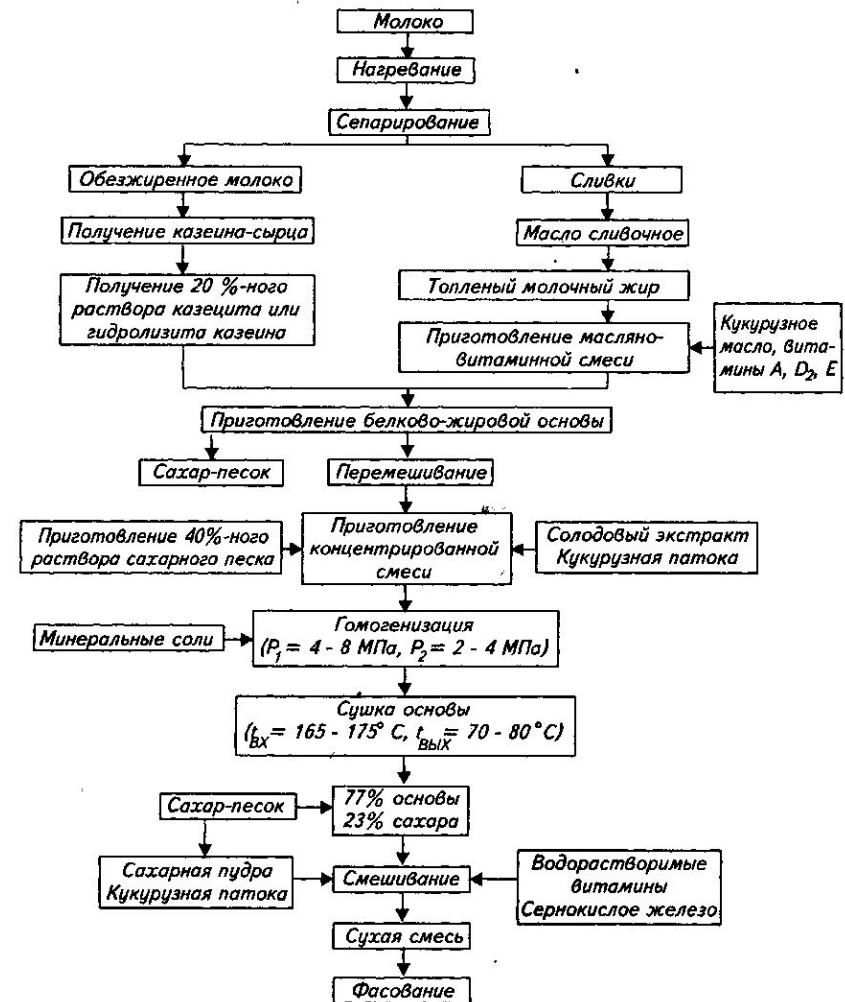 Молоко
Нагревание
Сепарирование
Обезжиренное молоко
Сливки
Получение казеина-сырца
Масло сливочное
Получение 20 %-ного
раствора казецита или
гидролизита казеина
Топленый молочный жир
Приготовление масляно-
витаминной смеси
Кукурузное
масло, вита-
мины А, D₂, Е
Приготовление белково-жировой основы
Сахар-песок
Перемешивание
Приготовление 40%-ного
раствора сахарного песка
Приготовление
концентрированной
смеси
Солодовый экстракт
Кукурузная патока
Минеральные соли
Гомогенизация
(P₁ = 4 - 8 МПа, P₂ = 2 - 4 МПа)
Сушка основы
(tВХ = 165 - 175° С, tВЫХ = 70 - 80°С)
Сахар-песок
77% основы
23% сахара
Сахарная пудра
Кукурузная патока
Смешивание
Водорастворимые
витамины
Сернокислое железо
Сухая смесь
Фасование